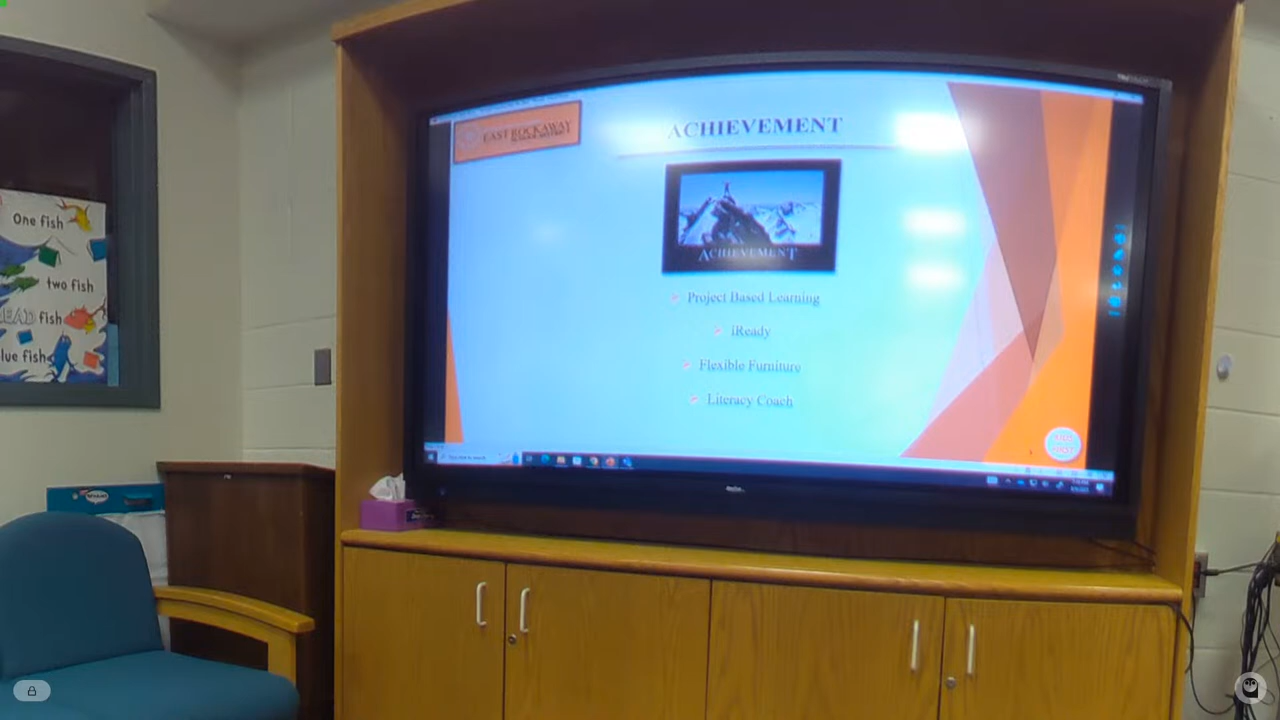 One fish
two fish
READ fish
lue fish
EAST ROCKAWAY
ACHIEVEMENT
ACHIEVEMENT
Project Based Learning
iReady
Flexible Furniture
Literacy Coach